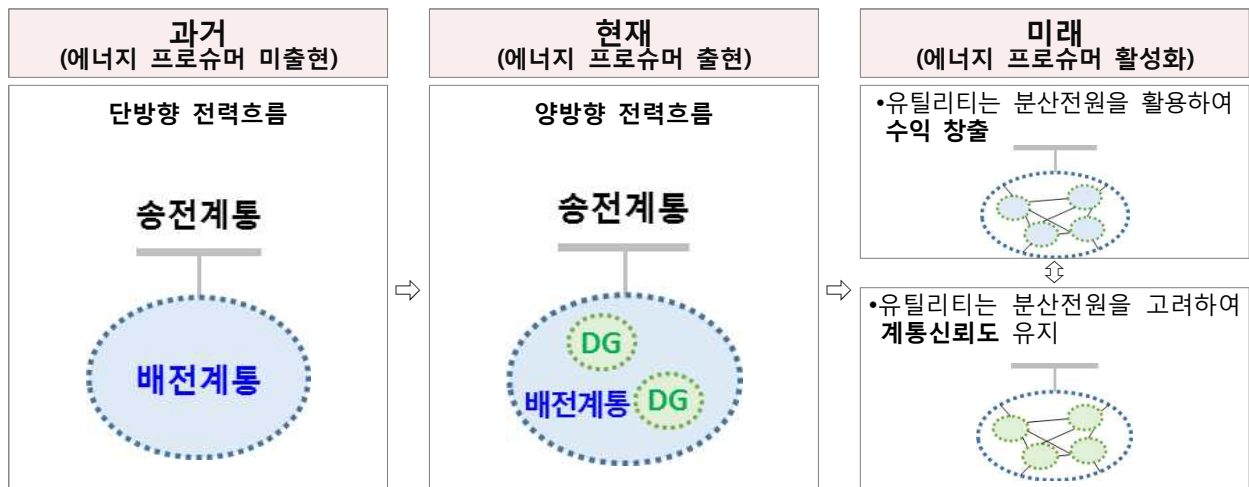 과거
(에너지 프로슈머 미출현)
단방향 전력흐름
송전계통
배전계통
⇨
현재
(에너지 프로슈머 출현)
양방향 전력흐름
송전계통
DG
배전계통 DG
⇨
미래
(에너지 프로슈머 활성화)
•유틸리티는 분산전원을 활용하여
수익 창출
⇳
•유틸리티는 분산전원을 고려하여
계통신뢰도 유지